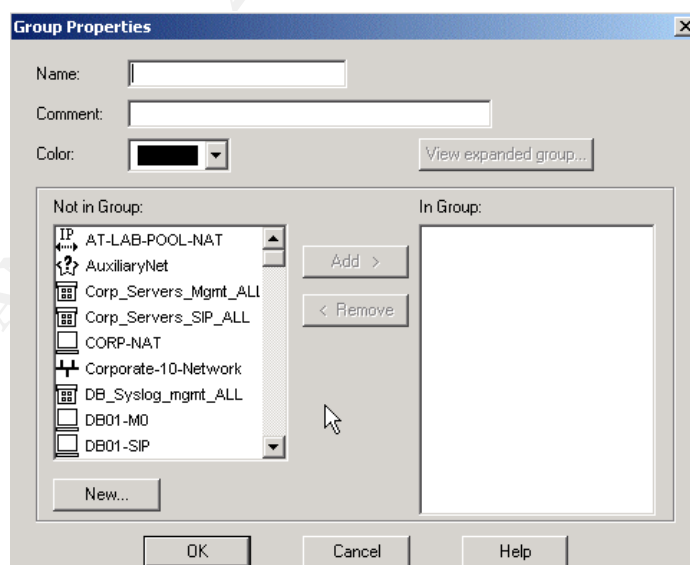 Group Properties
Name:
Comment:
Color:
View expanded group...
Not in Group:
In Group:
IP AT-LAB-POOL-NAT
AuxiliaryNet
Corp_Servers_Mgmt_ALL
Corp_Servers_SIP_ALL
CORP-NAT
Corporate-10-Network
DB_Syslog_mgmt_ALL
DB01-M0
DB01-SIP
Add >
< Remove
New...
OK
Cancel
Help